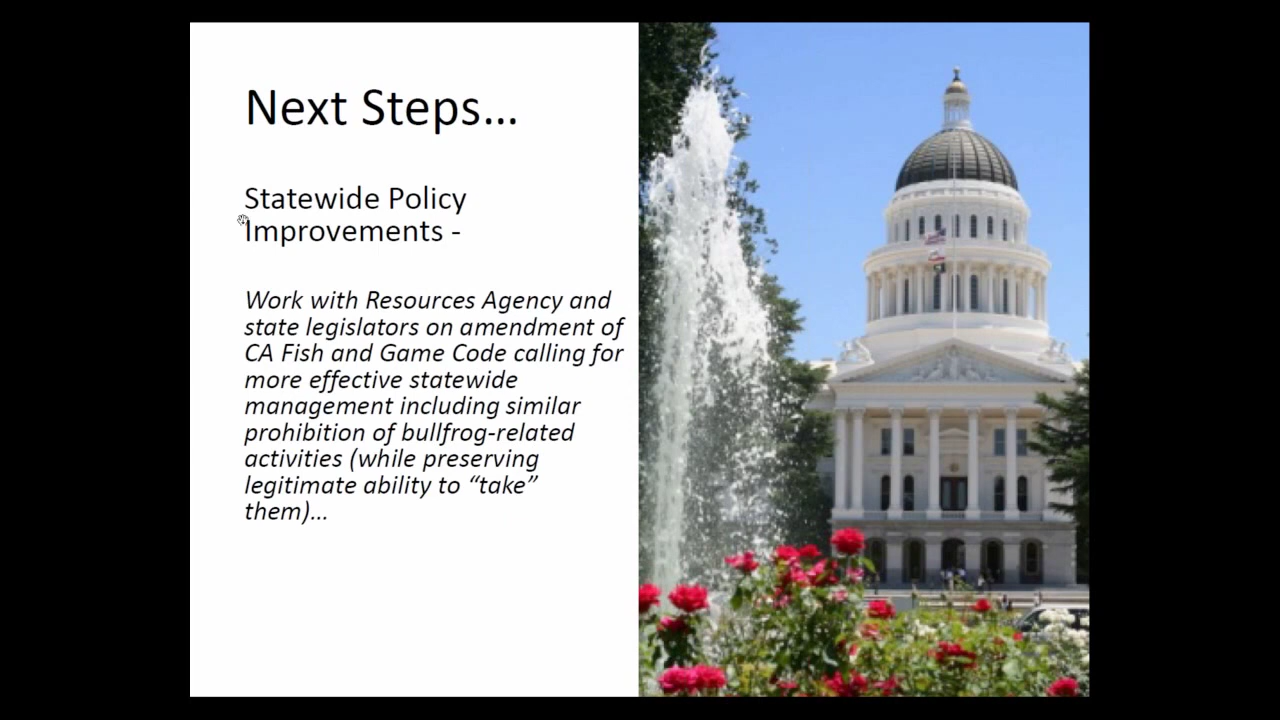 Next Steps...
Statewide Policy
Improvements -
Work with Resources Agency and
state legislators on amendment of
CA Fish and Game Code calling for
more effective statewide
management including similar
prohibition of bullfrog-related
activities (while preserving
legitimate ability to “take”
them)...